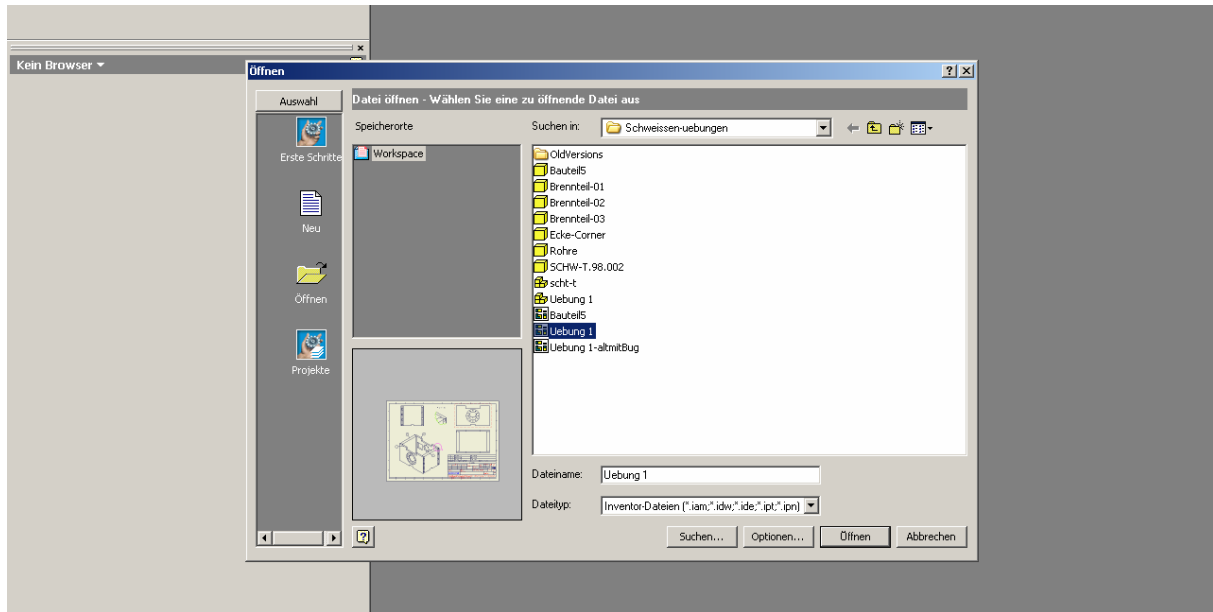 Kein Browser
Öffnen
Auswahl
Erste Schritte
Neu
Öffnen
Projekte
Datei öffnen - Wählen Sie eine zu öffnende Datei aus
Speicherorte
Workspace
Suchen in: Schweissen-uebungen
OldVersions
Bauteil5
Brennteil-01
Brennteil-02
Brennteil-03
Ecke-Corner
Rohre
SCHW-T.98.002
scht-t
Uebung 1
Bauteil5
Uebung 1
Uebung 1-altmitBug
Dateiname: Uebung 1
Dateityp: Inventor-Dateien (*.iam;*.idw;*.ide;*.ipt;*.ipn)
Suchen... Optionen... Öffnen Abbrechen